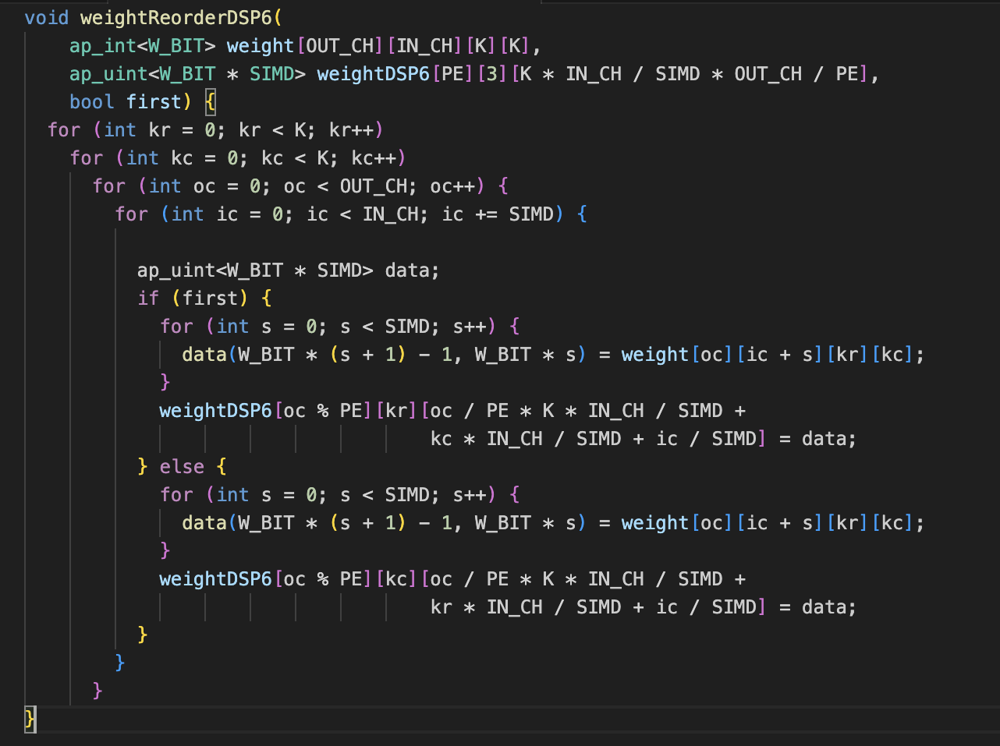 void weightReorderDSP6(
    ap_int<W_BIT> weight[OUT_CH][IN_CH][K][K],
    ap_uint<W_BIT * SIMD> weightDSP6[PE][3][K * IN_CH / SIMD * OUT_CH / PE],
    bool first) {
  for (int kr = 0; kr < K; kr++)
    for (int kc = 0; kc < K; kc++)
      for (int oc = 0; oc < OUT_CH; oc++) {
        for (int ic = 0; ic < IN_CH; ic += SIMD) {

          ap_uint<W_BIT * SIMD> data;
          if (first) {
            for (int s = 0; s < SIMD; s++) {
              data(W_BIT * (s + 1) - 1, W_BIT * s) = weight[oc][ic + s][kr][kc];
            }
            weightDSP6[oc % PE][kr][oc / PE * K * IN_CH / SIMD +
                                    kc * IN_CH / SIMD + ic / SIMD] = data;
          } else {
            for (int s = 0; s < SIMD; s++) {
              data(W_BIT * (s + 1) - 1, W_BIT * s) = weight[oc][ic + s][kr][kc];
            }
            weightDSP6[oc % PE][kc][oc / PE * K * IN_CH / SIMD +
                                    kr * IN_CH / SIMD + ic / SIMD] = data;
          }
        }
      }
}